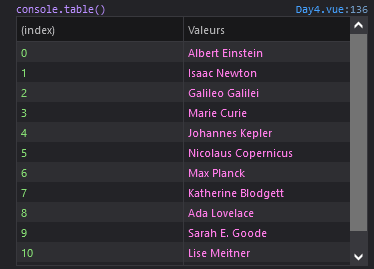 console.table() Day4.vue:136
(index) Valeurs
0 Albert Einstein
1 Isaac Newton
2 Galileo Galilei
3 Marie Curie
4 Johannes Kepler
5 Nicolaus Copernicus
6 Max Planck
7 Katherine Blodgett
8 Ada Lovelace
9 Sarah E. Goode
10 Lise Meitner